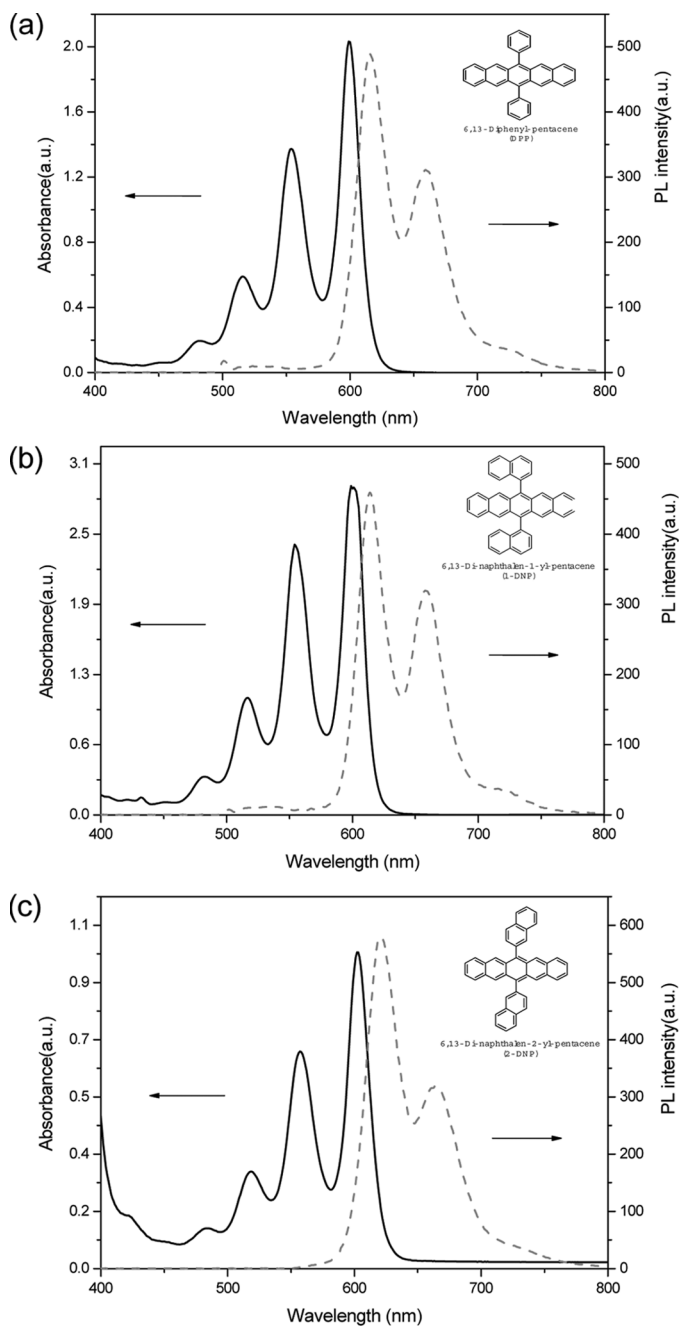 (a)
2.0
1.6
1.2
0.8
0.4
0.0
Absorbance(a.u.)
500
400
300
200
100
0
PL intensity(a.u.)
6,13-Diphenyl-pentacene
(DPP)
400 500 600 700 800
Wavelength (nm)
(b)
3.1
2.5
1.9
1.3
0.6
0.0
Absorbance(a.u.)
500
400
300
200
100
0
PL intensity(a.u.)
6,13-Di-naphthalen-1-yl-pentacene
(1-DNP)
400 500 600 700 800
Wavelength (nm)
(c)
1.1
0.9
0.7
0.5
0.4
0.2
0.0
Absorbance(a.u.)
600
500
400
300
200
100
0
PL intensity(a.u.)
6,13-Di-naphthalen-2-yl-pentacene
(2-DNP)
400 500 600 700 800
Wavelength (nm)